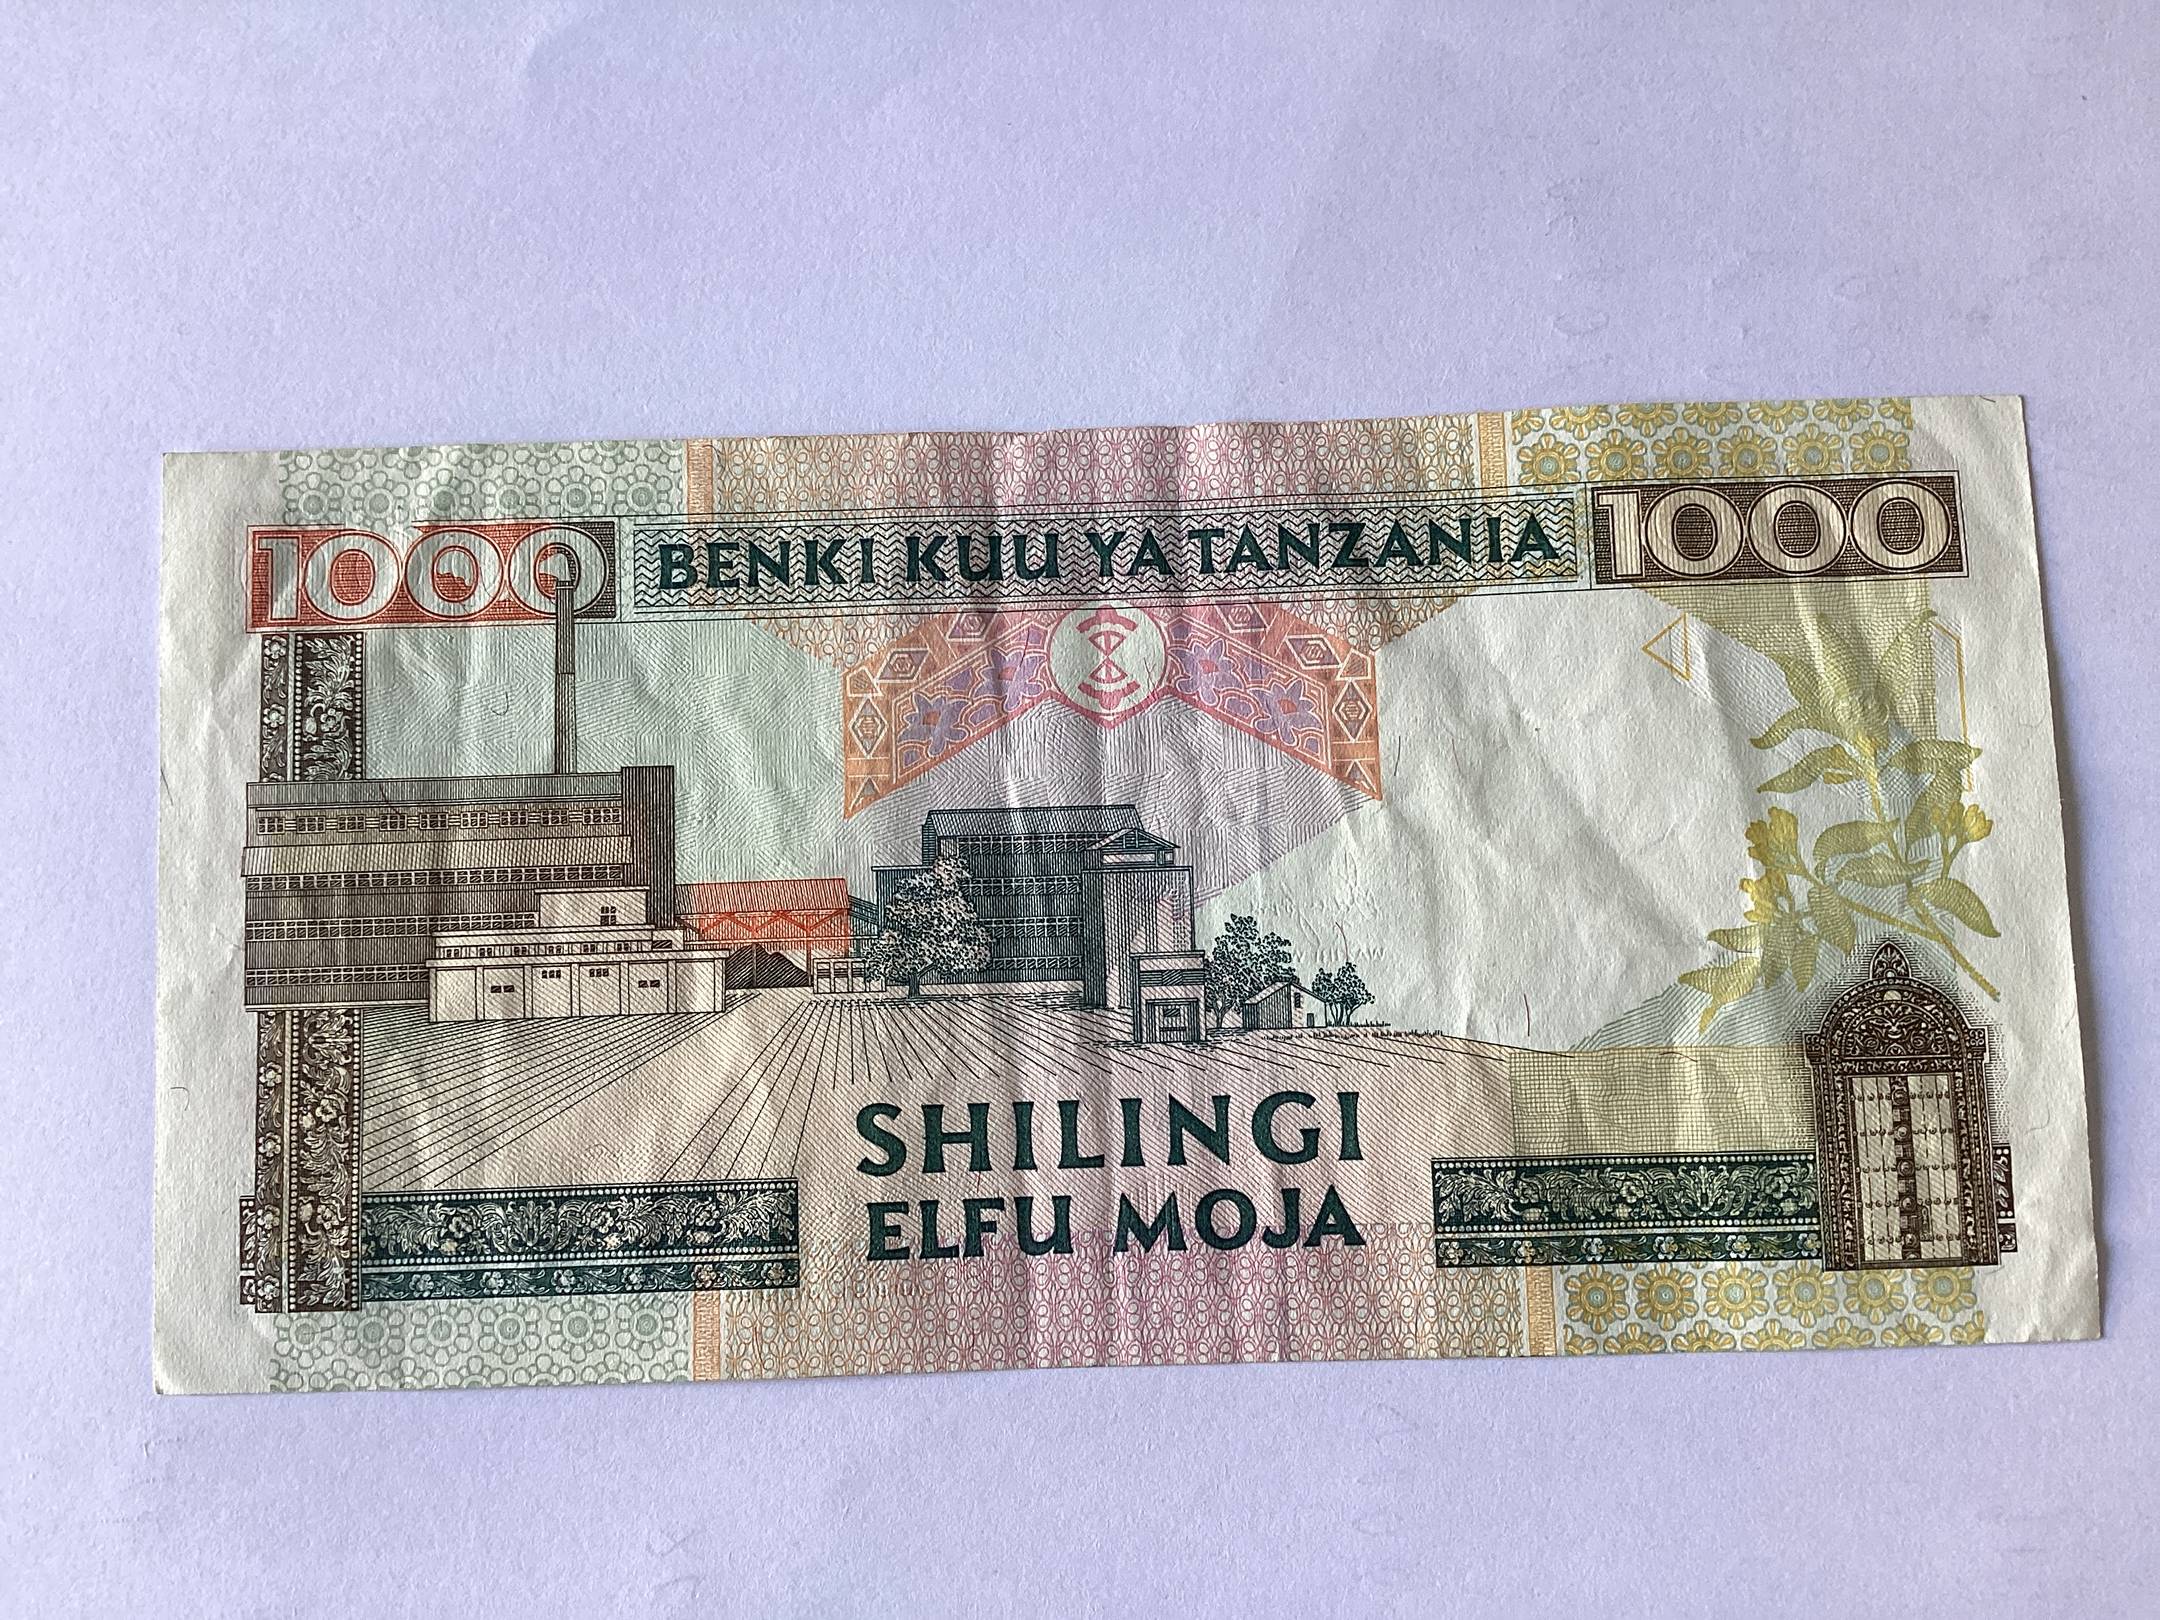 1000 BENKI KUU YA TANZANIA 1000
SHILINGI
ELFU MOJA